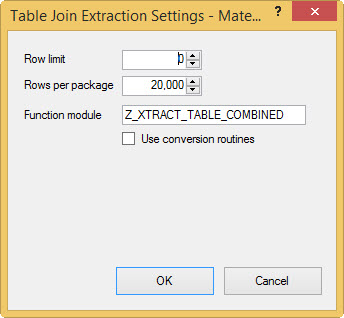 Table Join Extraction Settings - Mate... ?
Row limit 0
Rows per package 20,000
Function module Z_XTRACT_TABLE_COMBINED
Use conversion routines
OK Cancel